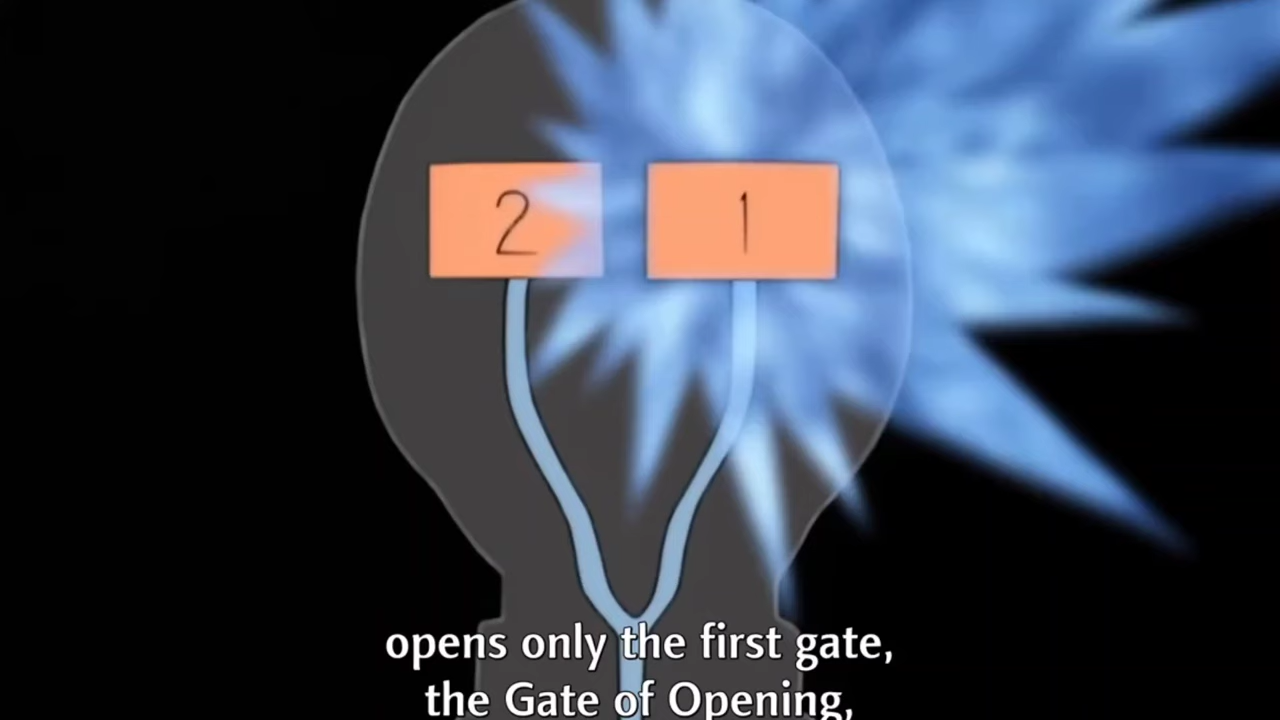 2 1
opens only the first gate,
the Gate of Opening,